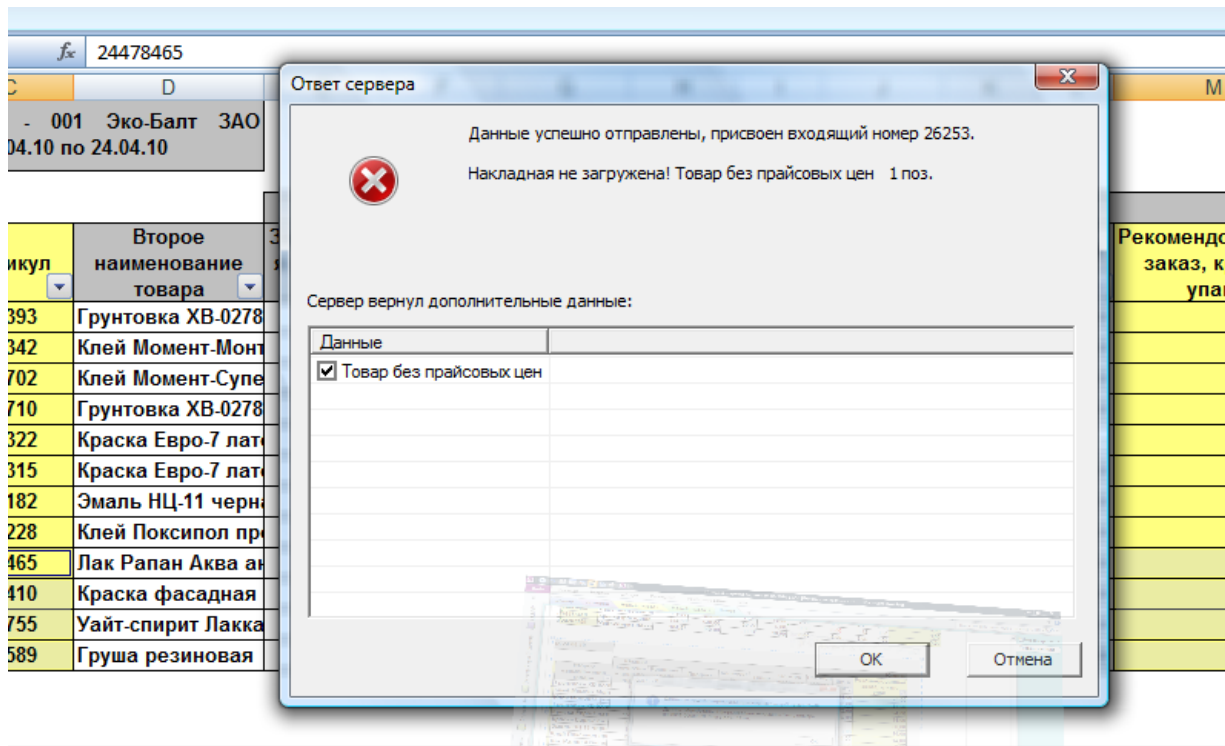 fx 24478465
C D M
Ответ сервера
- 001 Эко-Балт ЗАО
04.10 по 24.04.10
Данные успешно отправлены, присвоен входящий номер 26253.
Накладная не загружена! Товар без прайсовых цен 1 поз.
икул
Второе
наименование
товара
Рекомендо
заказ, к
упа
Сервер вернул дополнительные данные:
Данные
Товар без прайсовых цен
393 Грунтовка ХВ-0278
342 Клей Момент-Монт
702 Клей Момент-Супе
710 Грунтовка ХВ-0278
322 Краска Евро-7 лат
315 Краска Евро-7 лат
182 Эмаль НЦ-11 черн
228 Клей Поксипол пр
465 Лак Рапан Аква а
410 Краска фасадная
755 Уайт-спирит Лакка
589 Груша резиновая
ОК Отмена